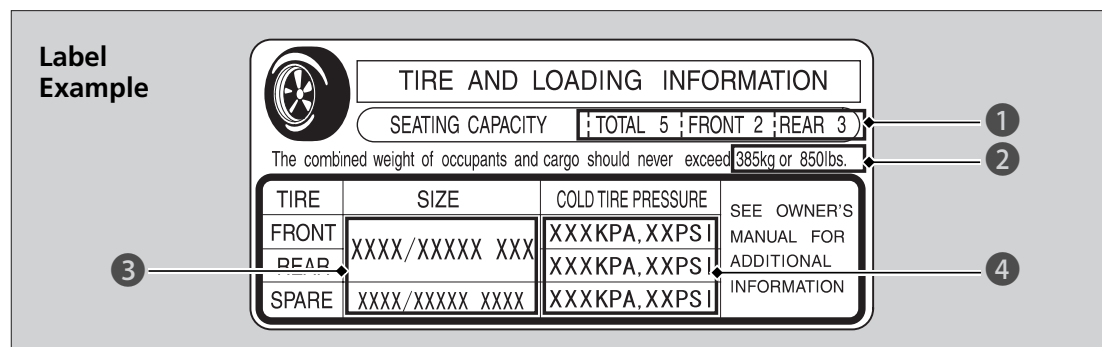 Label
Example
TIRE AND LOADING INFORMATION
SEATING CAPACITY TOTAL 5 FRONT 2 REAR 3
1
The combined weight of occupants and cargo should never exceed 385kg or 850lbs.
2
TIRE SIZE COLD TIRE PRESSURE
FRONT XXXX/XXXXX XXX XXXKPA,XXPSI
REAR XXXKPA,XXPSI
SPARE XXXX/XXXXX XXXX XXXKPA,XXPSI
SEE OWNER'S
MANUAL FOR
ADDITIONAL
INFORMATION
3
4